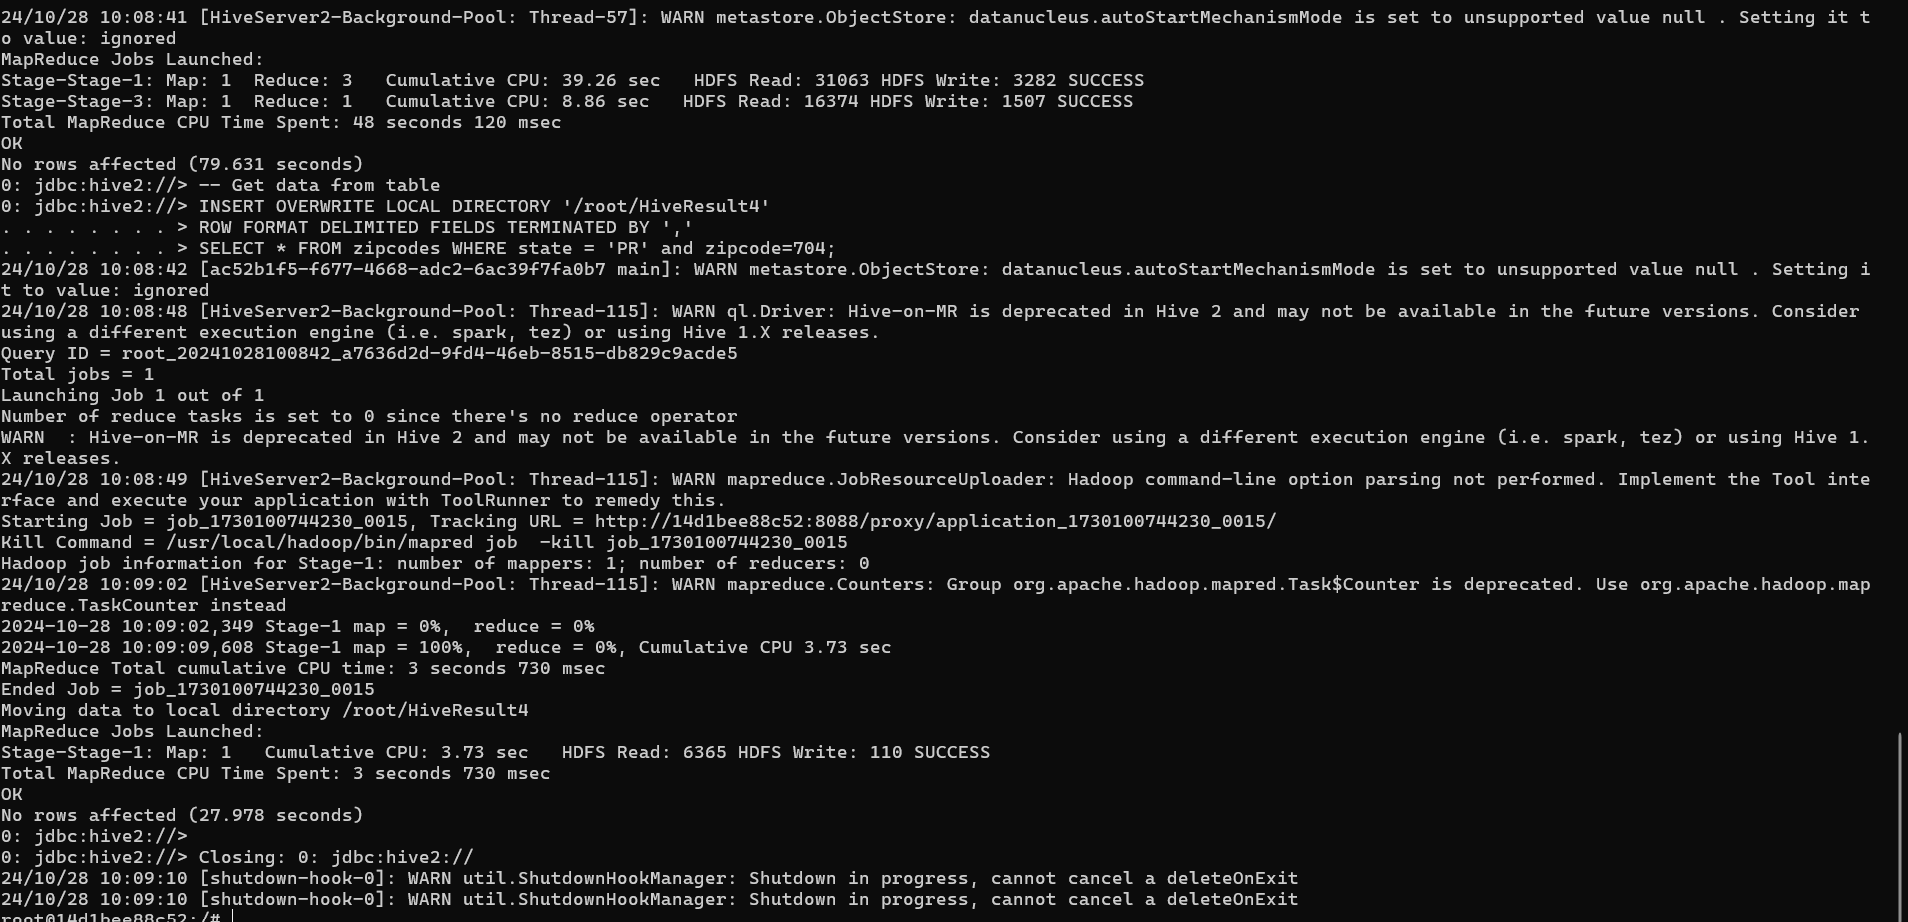 24/10/28 10:08:41 [HiveServer2-Background-Pool: Thread-57]: WARN metastore.ObjectStore: datanucleus.autoStartMechanismMode is set to unsupported value null . Setting it t
o value: ignored
MapReduce Jobs Launched:
Stage-Stage-1: Map: 1  Reduce: 3   Cumulative CPU: 39.26 sec   HDFS Read: 31063 HDFS Write: 3282 SUCCESS
Stage-Stage-3: Map: 1  Reduce: 1   Cumulative CPU: 8.86 sec   HDFS Read: 16374 HDFS Write: 1507 SUCCESS
Total MapReduce CPU Time Spent: 48 seconds 120 msec
OK
No rows affected (79.631 seconds)
0: jdbc:hive2://> -- Get data from table
0: jdbc:hive2://> INSERT OVERWRITE LOCAL DIRECTORY '/root/HiveResult4'
. . . . . . . . > ROW FORMAT DELIMITED FIELDS TERMINATED BY ','
. . . . . . . . > SELECT * FROM zipcodes WHERE state = 'PR' and zipcode=704;
24/10/28 10:08:42 [ac52b1f5-f677-4668-adc2-6ac39f7fa0b7 main]: WARN metastore.ObjectStore: datanucleus.autoStartMechanismMode is set to unsupported value null . Setting i
t to value: ignored
24/10/28 10:08:48 [HiveServer2-Background-Pool: Thread-115]: WARN ql.Driver: Hive-on-MR is deprecated in Hive 2 and may not be available in the future versions. Consider
using a different execution engine (i.e. spark, tez) or using Hive 1.X releases.
Query ID = root_20241028100842_a7636d2d-9fd4-46eb-8515-db829c9acde5
Total jobs = 1
Launching Job 1 out of 1
Number of reduce tasks is set to 0 since there's no reduce operator
WARN  : Hive-on-MR is deprecated in Hive 2 and may not be available in the future versions. Consider using a different execution engine (i.e. spark, tez) or using Hive 1.
X releases.
24/10/28 10:08:49 [HiveServer2-Background-Pool: Thread-115]: WARN mapreduce.JobResourceUploader: Hadoop command-line option parsing not performed. Implement the Tool inte
rface and execute your application with ToolRunner to remedy this.
Starting Job = job_1730100744230_0015, Tracking URL = http://14d1bee88c52:8088/proxy/application_1730100744230_0015/
Kill Command = /usr/local/hadoop/bin/mapred job  -kill job_1730100744230_0015
Hadoop job information for Stage-1: number of mappers: 1; number of reducers: 0
24/10/28 10:09:02 [HiveServer2-Background-Pool: Thread-115]: WARN mapreduce.Counters: Group org.apache.hadoop.mapred.Task$Counter is deprecated. Use org.apache.hadoop.map
reduce.TaskCounter instead
2024-10-28 10:09:02,349 Stage-1 map = 0%,  reduce = 0%
2024-10-28 10:09:09,608 Stage-1 map = 100%,  reduce = 0%, Cumulative CPU 3.73 sec
MapReduce Total cumulative CPU time: 3 seconds 730 msec
Ended Job = job_1730100744230_0015
Moving data to local directory /root/HiveResult4
MapReduce Jobs Launched:
Stage-Stage-1: Map: 1   Cumulative CPU: 3.73 sec   HDFS Read: 6365 HDFS Write: 110 SUCCESS
Total MapReduce CPU Time Spent: 3 seconds 730 msec
OK
No rows affected (27.978 seconds)
0: jdbc:hive2://>
0: jdbc:hive2://> Closing: 0: jdbc:hive2://
24/10/28 10:09:10 [shutdown-hook-0]: WARN util.ShutdownHookManager: Shutdown in progress, cannot cancel a deleteOnExit
24/10/28 10:09:10 [shutdown-hook-0]: WARN util.ShutdownHookManager: Shutdown in progress, cannot cancel a deleteOnExit
root@14d1bee88c52:/#